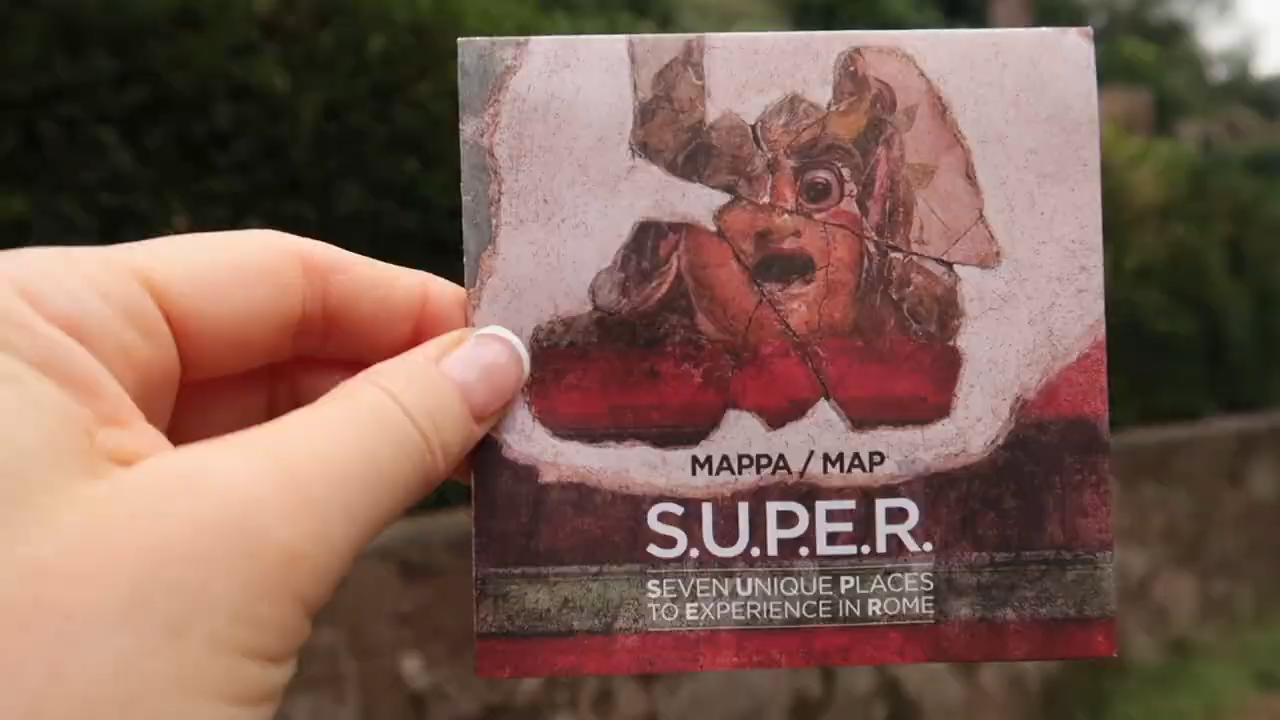 MAPPA / MAP
S.U.P.E.R.
SEVEN UNIQUE PLACES
TO EXPERIENCE IN ROME